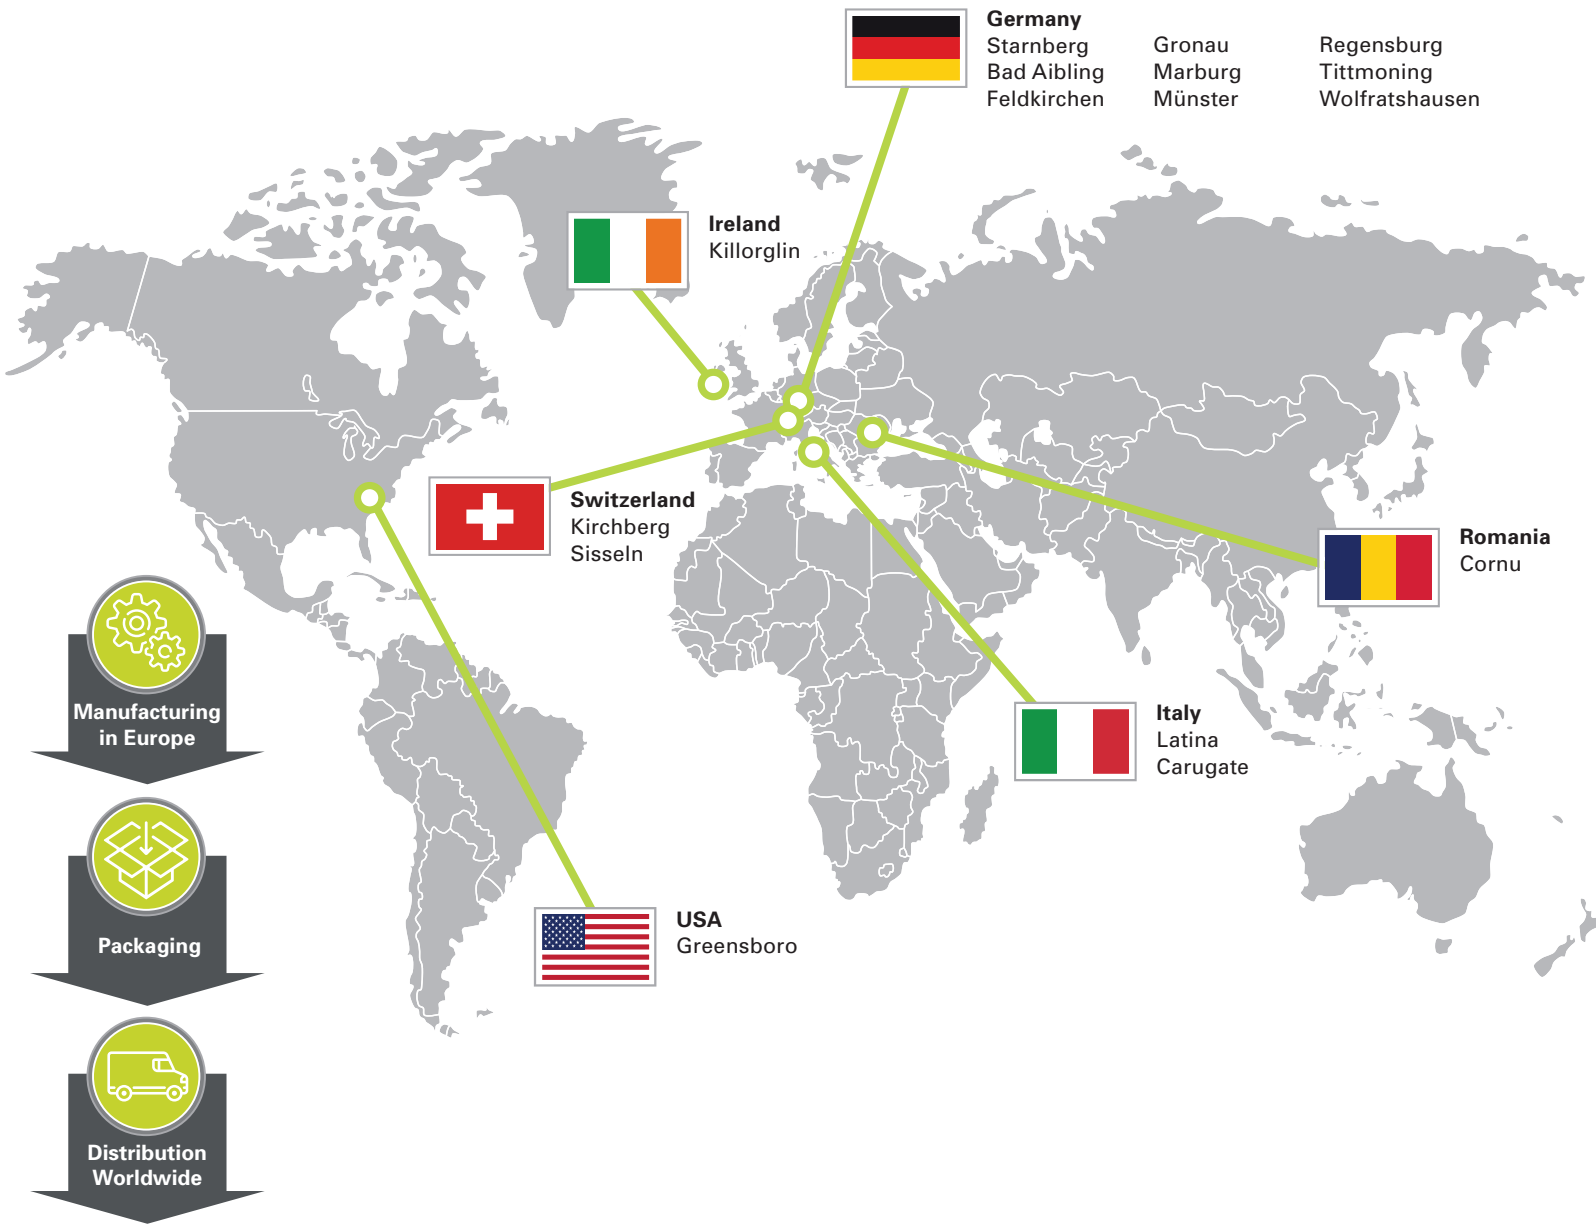 Germany
Starnberg Gronau Regensburg
Bad Aibling Marburg Tittmoning
Feldkirchen Münster Wolfratshausen
Ireland
Killorglin
Switzerland
Kirchberg
Sisseln
Romania
Cornu
Italy
Latina
Carugate
USA
Greensboro
Manufacturing
in Europe
Packaging
Distribution
Worldwide